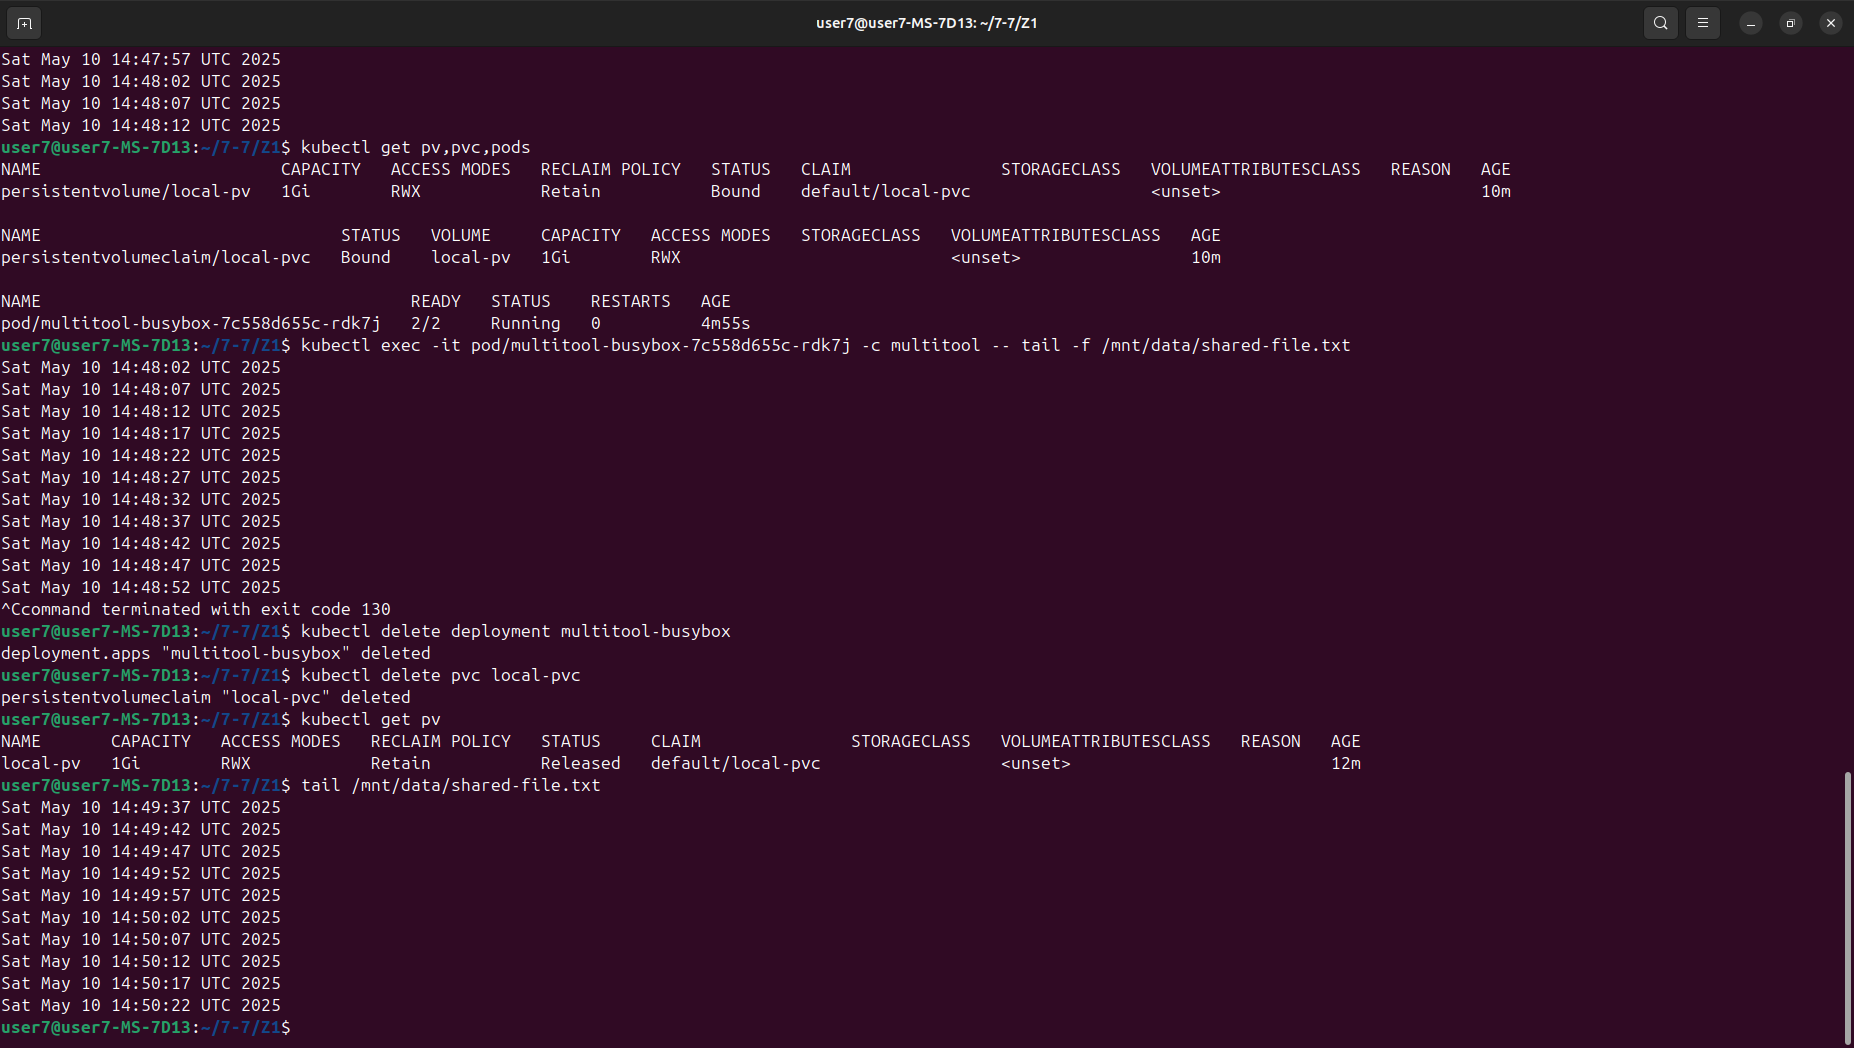 user7@user7-MS-7D13: ~/7-7/Z1
Sat May 10 14:47:57 UTC 2025
Sat May 10 14:48:02 UTC 2025
Sat May 10 14:48:07 UTC 2025
Sat May 10 14:48:12 UTC 2025
user7@user7-MS-7D13:~/7-7/Z1$ kubectl get pv,pvc,pods
NAME                        CAPACITY   ACCESS MODES   RECLAIM POLICY   STATUS   CLAIM               STORAGECLASS   VOLUMEATTRIBUTESCLASS   REASON   AGE
persistentvolume/local-pv   1Gi        RWX            Retain           Bound    default/local-pvc                  <unset>                          10m

NAME                              STATUS   VOLUME     CAPACITY   ACCESS MODES   STORAGECLASS   VOLUMEATTRIBUTESCLASS   AGE
persistentvolumeclaim/local-pvc   Bound    local-pv   1Gi        RWX                           <unset>                 10m

NAME                                     READY   STATUS    RESTARTS   AGE
pod/multitool-busybox-7c558d655c-rdk7j   2/2     Running   0          4m55s
user7@user7-MS-7D13:~/7-7/Z1$ kubectl exec -it pod/multitool-busybox-7c558d655c-rdk7j -c multitool -- tail -f /mnt/data/shared-file.txt
Sat May 10 14:48:02 UTC 2025
Sat May 10 14:48:07 UTC 2025
Sat May 10 14:48:12 UTC 2025
Sat May 10 14:48:17 UTC 2025
Sat May 10 14:48:22 UTC 2025
Sat May 10 14:48:27 UTC 2025
Sat May 10 14:48:32 UTC 2025
Sat May 10 14:48:37 UTC 2025
Sat May 10 14:48:42 UTC 2025
Sat May 10 14:48:47 UTC 2025
Sat May 10 14:48:52 UTC 2025
^Ccommand terminated with exit code 130
user7@user7-MS-7D13:~/7-7/Z1$ kubectl delete deployment multitool-busybox
deployment.apps "multitool-busybox" deleted
user7@user7-MS-7D13:~/7-7/Z1$ kubectl delete pvc local-pvc
persistentvolumeclaim "local-pvc" deleted
user7@user7-MS-7D13:~/7-7/Z1$ kubectl get pv
NAME       CAPACITY   ACCESS MODES   RECLAIM POLICY   STATUS     CLAIM               STORAGECLASS   VOLUMEATTRIBUTESCLASS   REASON   AGE
local-pv   1Gi        RWX            Retain           Released   default/local-pvc                  <unset>                          12m
user7@user7-MS-7D13:~/7-7/Z1$ tail /mnt/data/shared-file.txt
Sat May 10 14:49:37 UTC 2025
Sat May 10 14:49:42 UTC 2025
Sat May 10 14:49:47 UTC 2025
Sat May 10 14:49:52 UTC 2025
Sat May 10 14:49:57 UTC 2025
Sat May 10 14:50:02 UTC 2025
Sat May 10 14:50:07 UTC 2025
Sat May 10 14:50:12 UTC 2025
Sat May 10 14:50:17 UTC 2025
Sat May 10 14:50:22 UTC 2025
user7@user7-MS-7D13:~/7-7/Z1$